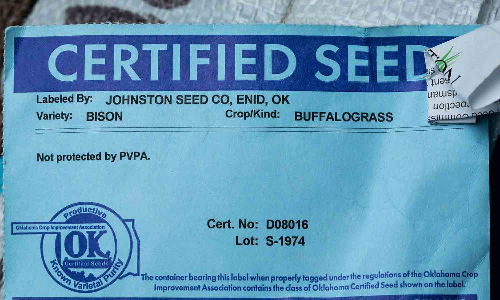 CERTIFIED SEED
Labeled By: JOHNSTON SEED CO, ENID, OK
Variety: BISON Crop/Kind: BUFFALOGRASS
Not protected by PVPA.
Cert. No: D08016
Lot: S-1974
Productive
Oklahoma Crop Improvement Association
OK
Certified Seeds
Known Varietal Purity
The container bearing this label when properly tagged under the regulations of the Oklahoma Crop
Improvement Association contains the class of Oklahoma Certified Seed shown on the label.